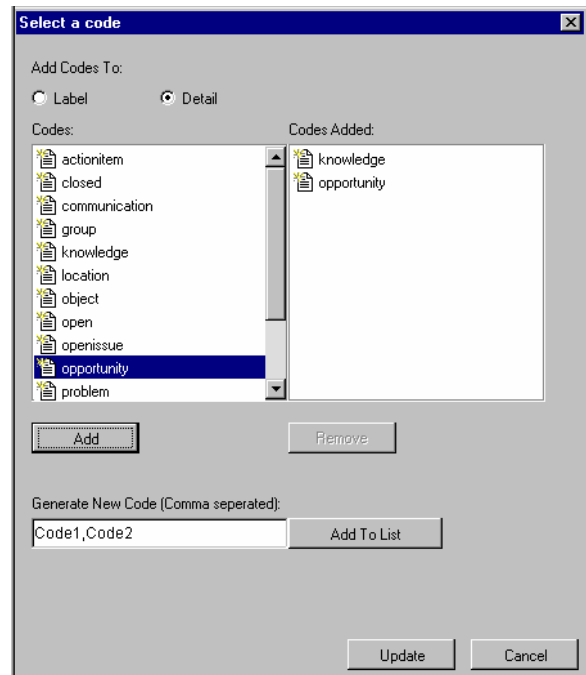 Select a code
Add Codes To:
Label Detail
Codes: Codes Added:
actionitem knowledge
closed opportunity
communication
group
knowledge
location
object
open
openissue
opportunity
problem
Add Remove
Generate New Code (Comma seperated):
Code1,Code2 Add To List
Update Cancel